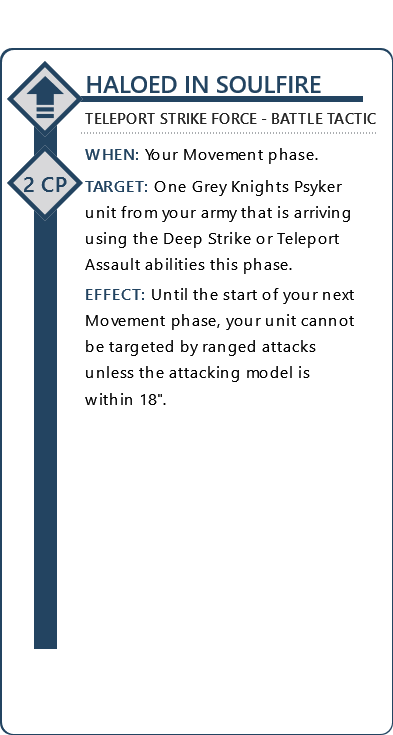 HALOED IN SOULFIRE
TELEPORT STRIKE FORCE - BATTLE TACTIC
WHEN: Your Movement phase.
2 CP
TARGET: One Grey Knights Psyker
unit from your army that is arriving
using the Deep Strike or Teleport
Assault abilities this phase.
EFFECT: Until the start of your next
Movement phase, your unit cannot
be targeted by ranged attacks
unless the attacking model is
within 18".